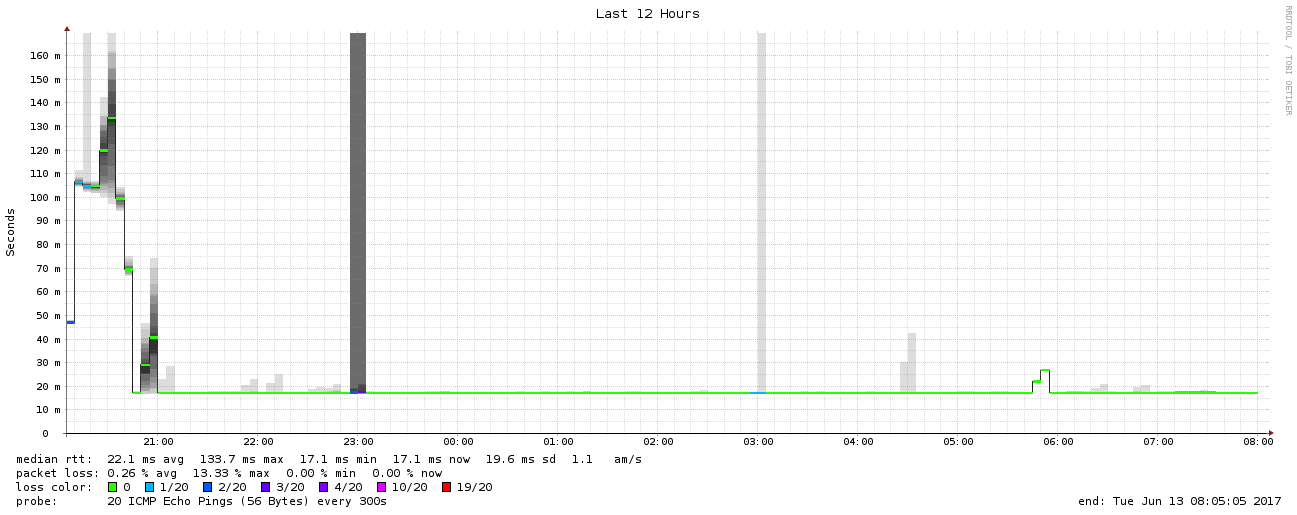 Last 12 Hours
RRDTOOL / TOBI OETIKER
Seconds
160 m
150 m
140 m
130 m
120 m
110 m
100 m
90 m
80 m
70 m
60 m
50 m
40 m
30 m
20 m
10 m
0
21:00 22:00 23:00 00:00 01:00 02:00 03:00 04:00 05:00 06:00 07:00 08:00
median rtt: 22.1 ms avg 133.7 ms max 17.1 ms min 17.1 ms now 19.6 ms sd 1.1 am/s
packet loss: 0.26 % avg 13.33 % max 0.00 % min 0.00 % now
loss color: 0 1/20 2/20 3/20 4/20 10/20 19/20
probe: 20 ICMP Echo Pings (56 Bytes) every 300s end: Tue Jun 13 08:05:05 2017